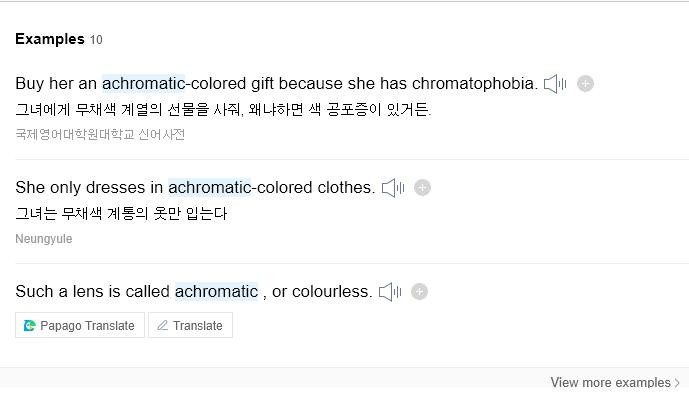 Examples 10
Buy her an achromatic-colored gift because she has chromatophobia.
그녀에게 무채색 계열의 선물을 사줘, 왜냐하면 색 공포증이 있거든.
국제영어대학원대학교 신어사전
She only dresses in achromatic-colored clothes.
그녀는 무채색 계통의 옷만 입는다
Neungyule
Such a lens is called achromatic , or colourless.
Papago Translate Translate
View more examples